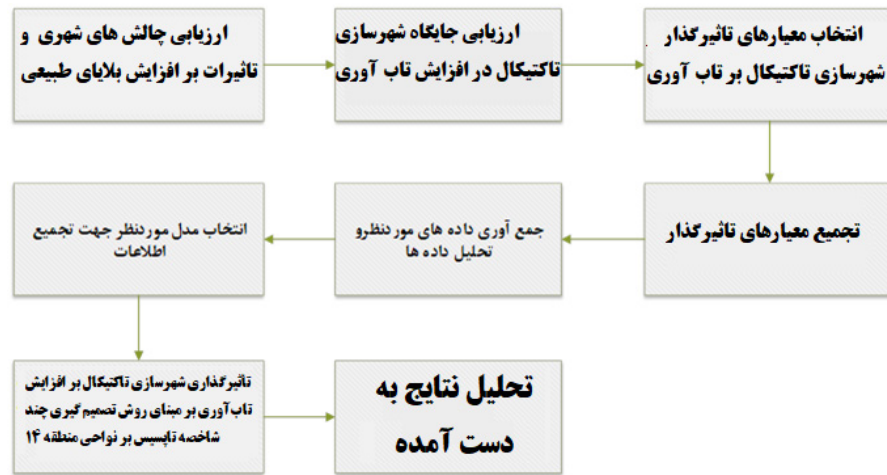 ارزیابی چالش های شهری و
تاثیرات بر افزایش بلایای طبیعی
ارزیابی جایگاه شهرسازی
تاکتیکال در افزایش تاب آوری
انتخاب معیارهای تاثیرگذار
شهرسازی تاکتیکال بر تاب آوری
تجمیع معیارهای تاثیرگذار
جمع آوری داده های موردنظرو
تحلیل داده ها
انتخاب مدل موردنظر جهت تجمیع
اطلاعات
تأثیرگذاری شهرسازی تاکتیکال بر افزایش
تاب‌آوری بر مبنای روش تصمیم گیری چند
شاخصه تاپسیس بر نواحی منطقه ۱۴
تحلیل نتایج به
دست آمده